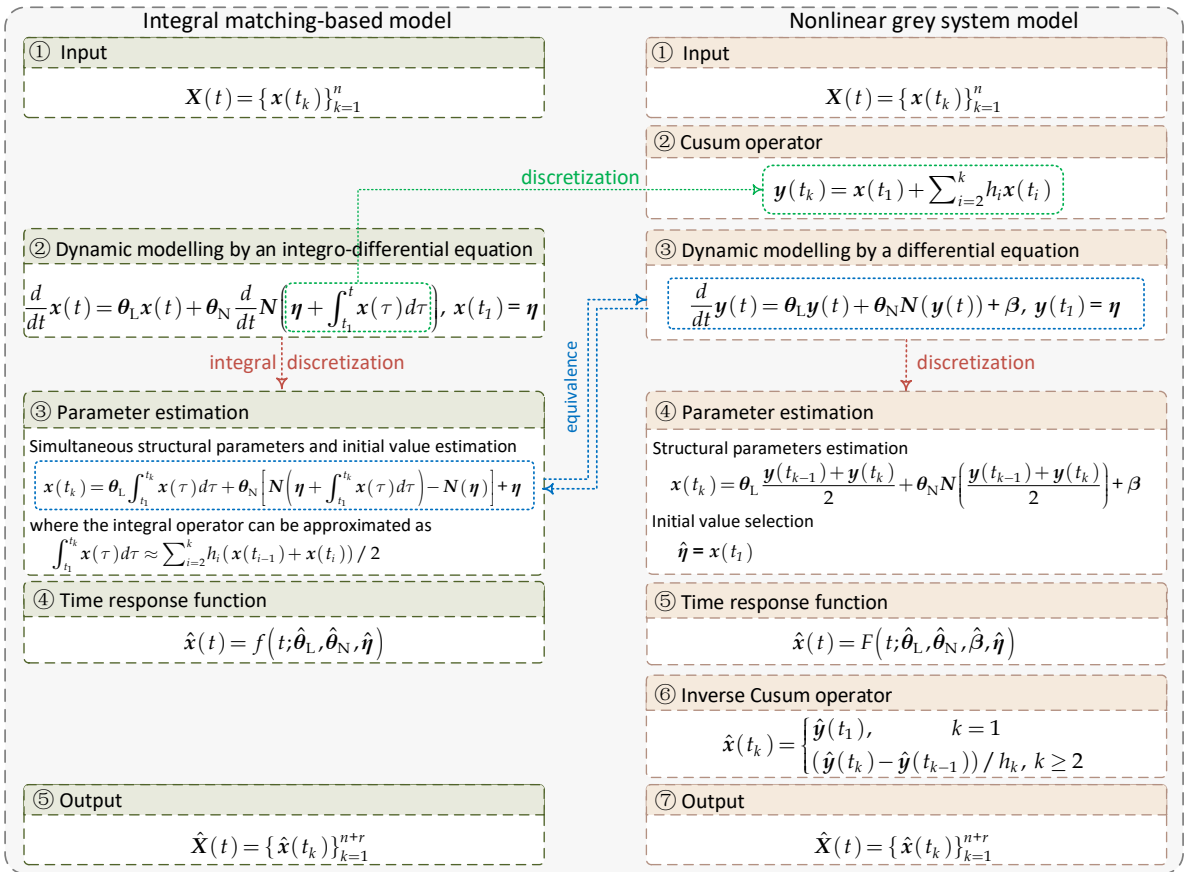 Integral matching-based model
① Input
X(t) = { x(t_k) }_{k=1}^{n}
② Dynamic modelling by an integro-differential equation
d/dt x(t) = θ_L x(t) + θ_N d/dt N( η + ∫_{t_1}^{t} x(τ)dτ ), x(t_1) = η
integral discretization
③ Parameter estimation
Simultaneous structural parameters and initial value estimation
x(t_k) = θ_L ∫_{t_1}^{t_k} x(τ)dτ + θ_N [ N( η + ∫_{t_1}^{t_k} x(τ)dτ ) − N(η) ] + η
where the integral operator can be approximated as
∫_{t_1}^{t_k} x(τ)dτ ≈ ∑_{i=2}^{k} h_i (x(t_{i−1}) + x(t_i)) / 2
④ Time response function
x̂(t) = f( t; θ̂_L, θ̂_N, η̂ )
⑤ Output
X̂(t) = { x̂(t_k) }_{k=1}^{n+r}
discretization
equivalence
Nonlinear grey system model
① Input
X(t) = { x(t_k) }_{k=1}^{n}
② Cusum operator
y(t_k) = x(t_1) + ∑_{i=2}^{k} h_i x(t_i)
③ Dynamic modelling by a differential equation
d/dt y(t) = θ_L y(t) + θ_N N(y(t)) + β, y(t_1) = η
discretization
④ Parameter estimation
Structural parameters estimation
x(t_k) = θ_L (y(t_{k−1}) + y(t_k))/2 + θ_N N( (y(t_{k−1}) + y(t_k))/2 ) + β
Initial value selection
η̂ = x(t_1)
⑤ Time response function
x̂(t) = F( t; θ̂_L, θ̂_N, β̂, η̂ )
⑥ Inverse Cusum operator
x̂(t_k) = { ŷ(t_1), k = 1
(ŷ(t_k) − ŷ(t_{k−1})) / h_k, k ≥ 2
⑦ Output
X̂(t) = { x̂(t_k) }_{k=1}^{n+r}